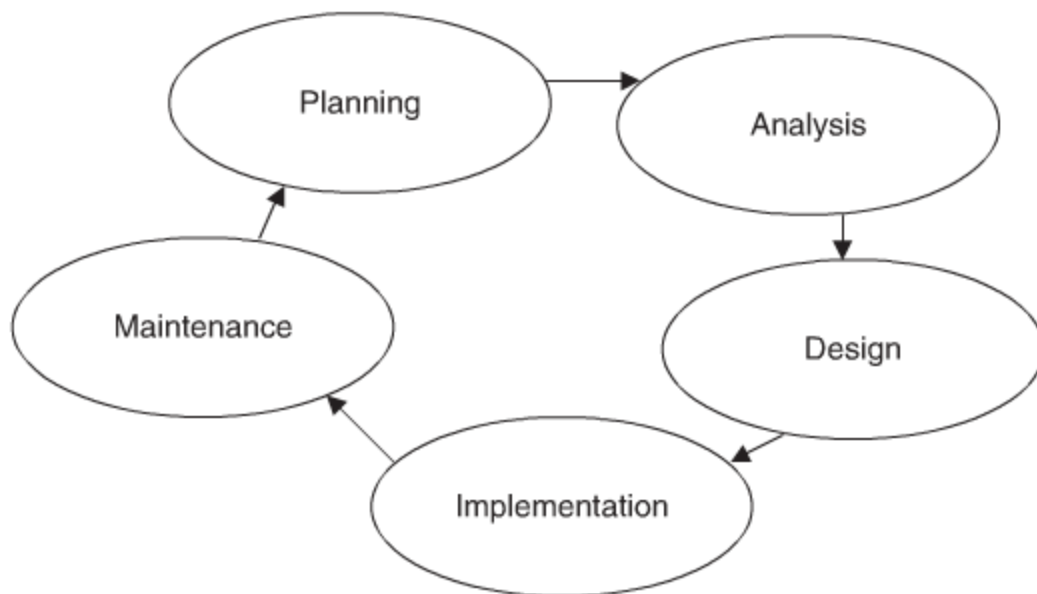 Planning
Analysis
Design
Implementation
Maintenance